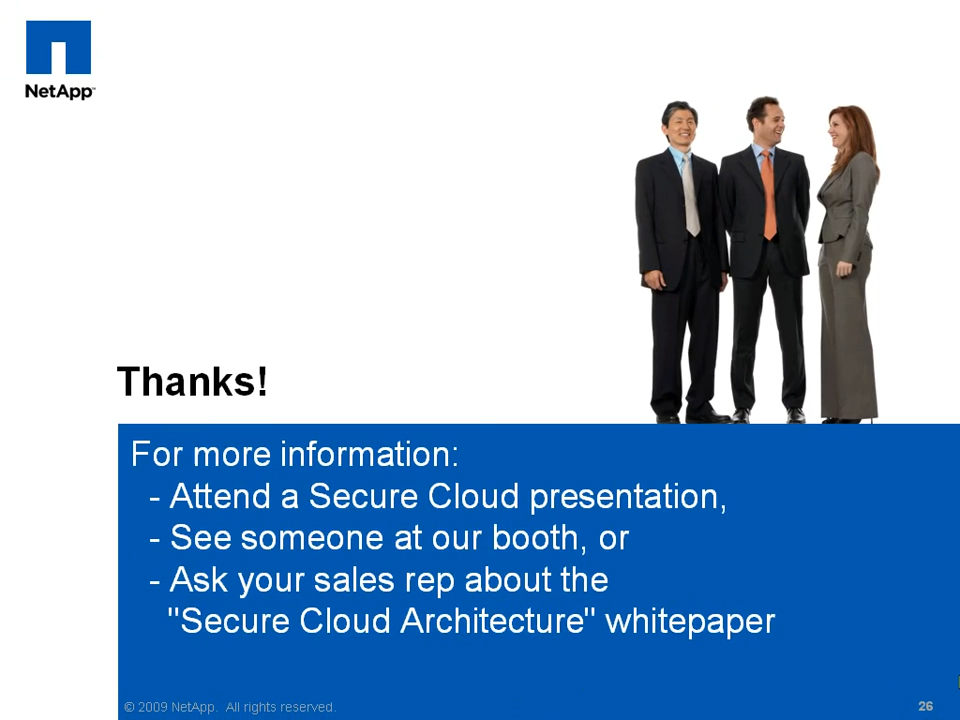 NetApp™
Thanks!
For more information:
- Attend a Secure Cloud presentation,
- See someone at our booth, or
- Ask your sales rep about the
"Secure Cloud Architecture" whitepaper
© 2009 NetApp. All rights reserved.
26